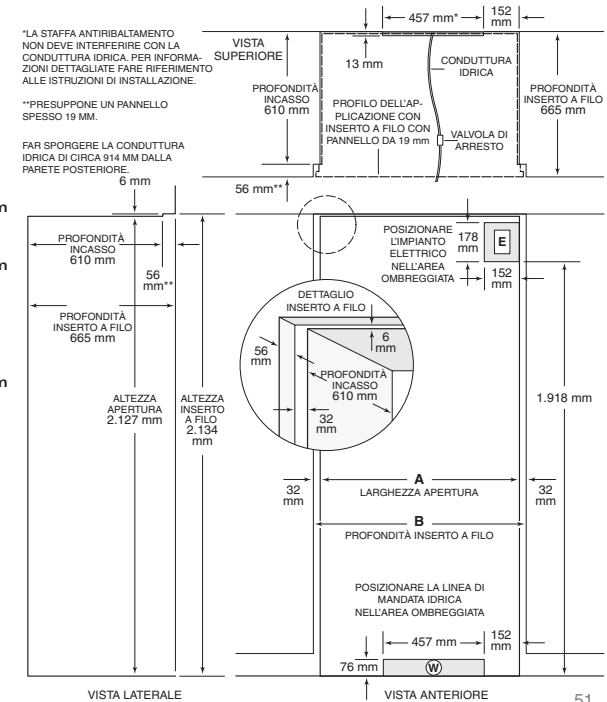 *LA STAFFA ANTIRIBALTAMENTO
NON DEVE INTERFERIRE CON LA
CONDUTTURA IDRICA. PER INFORMA-
ZIONI DETTAGLIATE FARE RIFERIMENTO
ALLE ISTRUZIONI DI INSTALLAZIONE.
**PRESUPPONE UN PANNELLO
SPESSO 19 MM.
FAR SPORGERE LA CONDUTTURA
IDRICA DI CIRCA 914 MM DALLA
PARETE POSTERIORE.
VISTA
SUPERIORE
457 mm*
152
mm
13 mm
CONDUTTURA
IDRICA
PROFONDITÀ
INCASSO
610 mm
PROFILO DELL'AP-
PLICAZIONE CON
INSERTO A FILO CON
PANNELLO DA 19 mm
VALVOLA DI
ARRESTO
PROFONDITÀ
INSERTO A FILO
665 mm
56 mm**
6 mm
PROFONDITÀ
INCASSO
610 mm
56
mm**
PROFONDITÀ
INSERTO A FILO
665 mm
ALTEZZA
APERTURA
2.127 mm
ALTEZZA
INSERTO
A FILO
2.134
mm
POSIZIONARE
L'IMPIANTO
ELETTRICO
NELL'AREA
OMBREGGIATA
178
mm
E
152
mm
DETTAGLIO
INSERTO A FILO
56
mm
6
mm
PROFONDITÀ
INCASSO
610 mm
32
mm
1.918 mm
32
mm
A
LARGHEZZA APERTURA
32
mm
B
PROFONDITÀ INSERTO A FILO
POSIZIONARE LA LINEA DI
MANDATA IDRICA
NELL'AREA OMBREGGIATA
457 mm
152
mm
76 mm
W
VISTA LATERALE
VISTA ANTERIORE
51